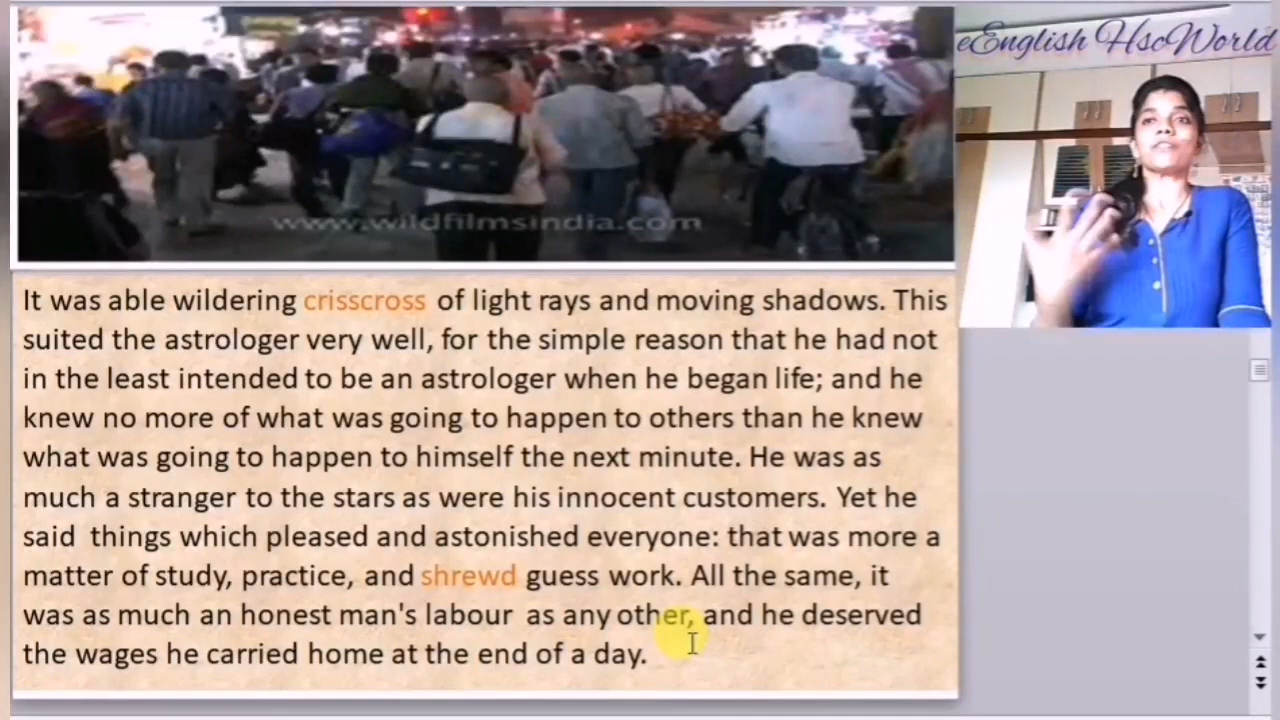 eEnglish HscWorld
www.wildfilmsindia.com
It was able wildering crisscross of light rays and moving shadows. This
suited the astrologer very well, for the simple reason that he had not
in the least intended to be an astrologer when he began life; and he
knew no more of what was going to happen to others than he knew
what was going to happen to himself the next minute. He was as
much a stranger to the stars as were his innocent customers. Yet he
said things which pleased and astonished everyone: that was more a
matter of study, practice, and shrewd guess work. All the same, it
was as much an honest man's labour as any other, and he deserved
the wages he carried home at the end of a day.